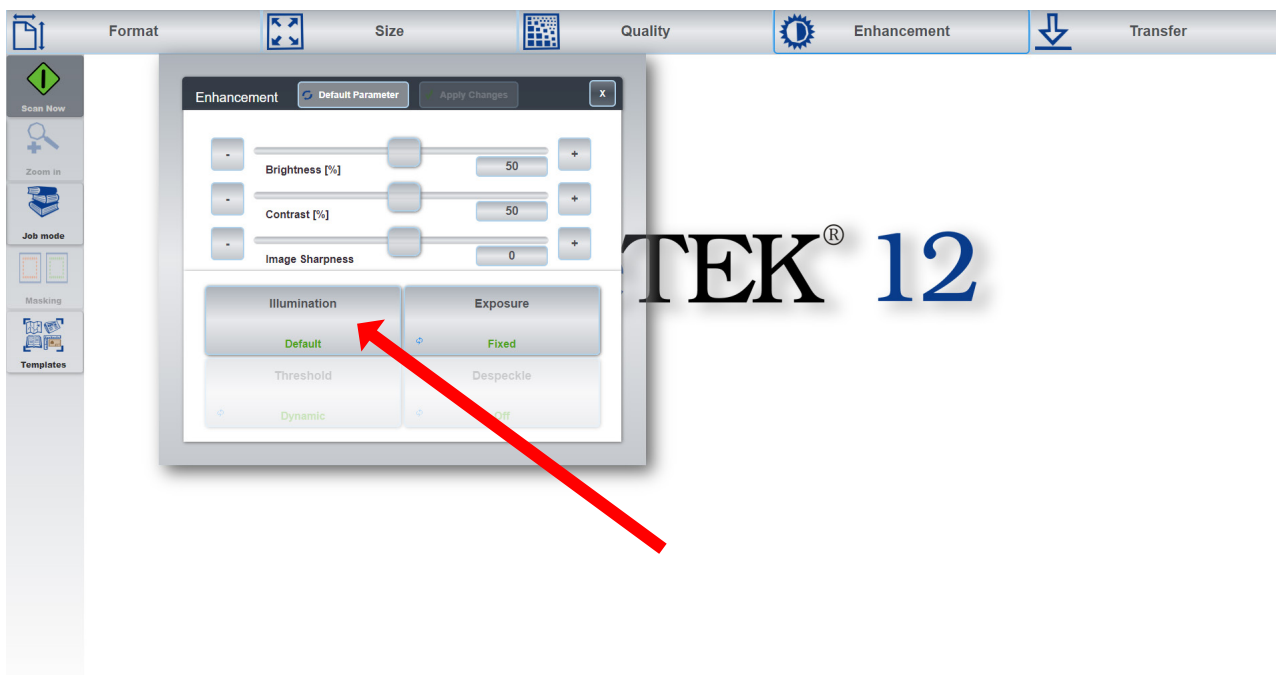 Format Size Quality Enhancement Transfer
Scan Now
Zoom in
Job mode
Masking
Templates
Enhancement Default Parameter Apply Changes x
- +
Brightness [%] 50
- +
Contrast [%] 50
- +
Image Sharpness 0
Illumination Exposure
Default Fixed
Threshold Despeckle
Dynamic Off
TEK® 12